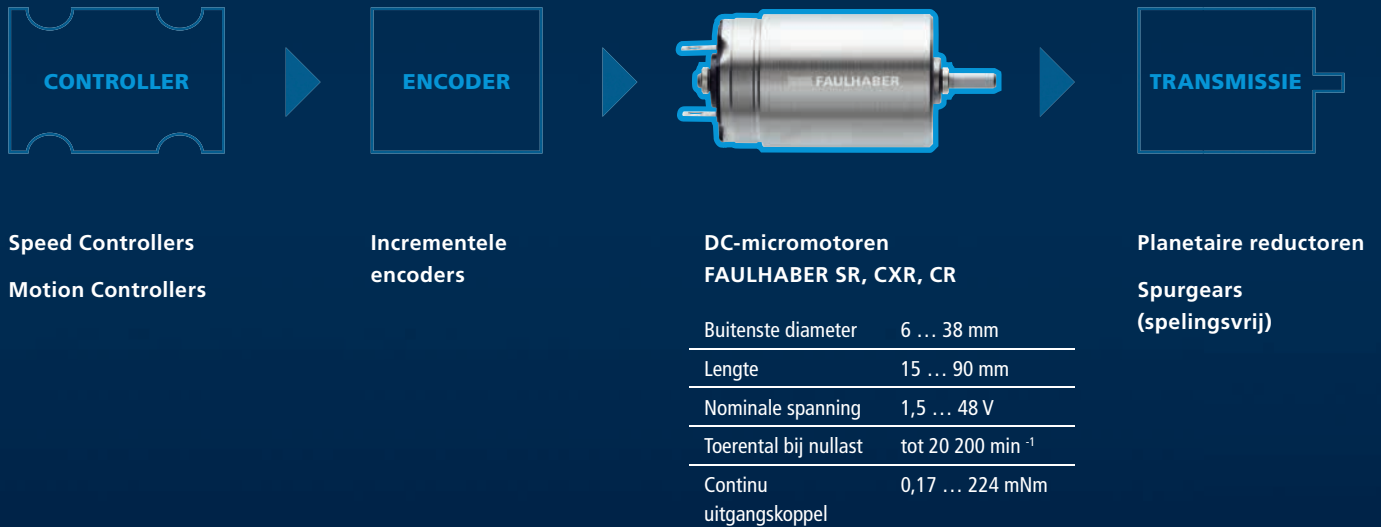 CONTROLLER
ENCODER
FAULHABER
TRANSMISSIE
Speed Controllers
Motion Controllers
Incrementele
encoders
DC-micromotoren
FAULHABER SR, CXR, CR
Buitenste diameter 6 … 38 mm
Lengte 15 … 90 mm
Nominale spanning 1,5 … 48 V
Toerental bij nullast tot 20 200 min -1
Continu 0,17 … 224 mNm
uitgangskoppel
Planetaire reductoren
Spurgears
(spelingsvrij)